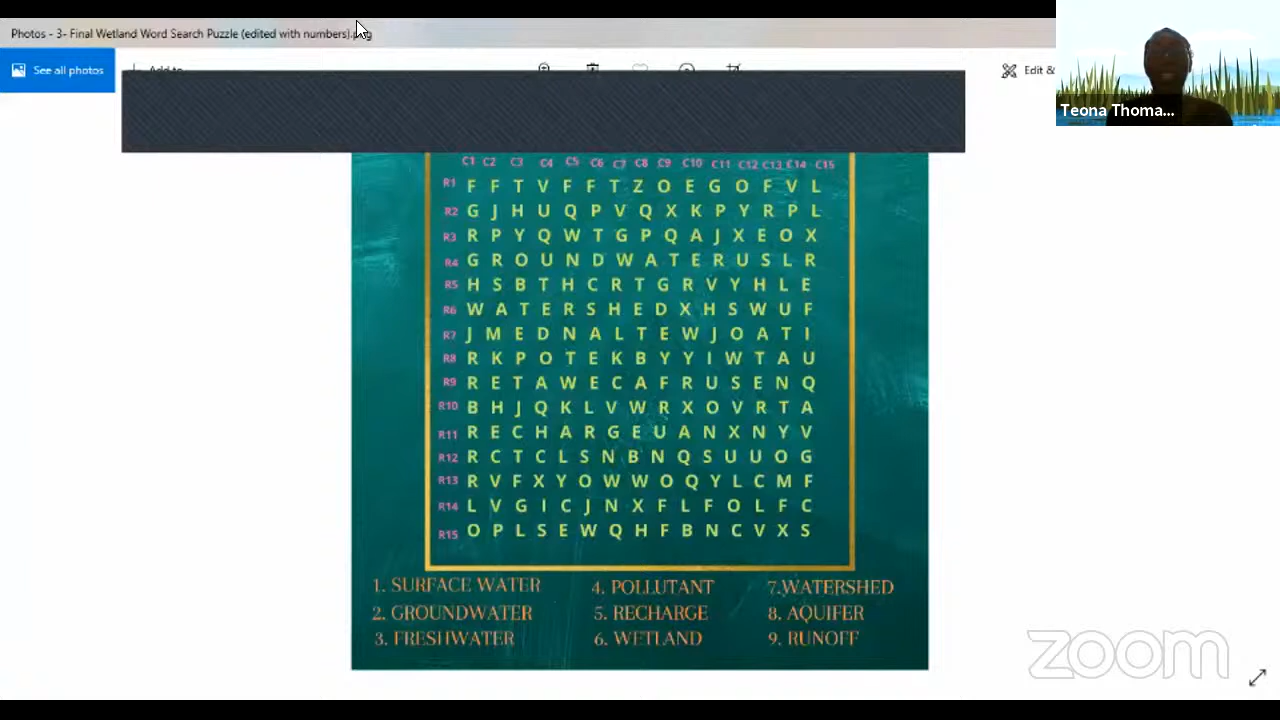 Photos - 3- Final Wetland Word Search Puzzle (edited with numbers).png
See all photos
Add to
Edit &
Teona Thoma...
C1 C2 C3 C4 C5 C6 C7 C8 C9 C10 C11 C12 C13 C14 C15
R1 F F T V F F T Z O E G O F V L
R2 G J H U Q P V Q X K P Y R P L
R3 R P Y Q W T G P Q A J X E O X
R4 G R O U N D W A T E R U S L R
R5 H S B T H C R T G R V Y H L E
R6 W A T E R S H E D X H S W U F
R7 J M E D N A L T E W J O A T I
R8 R K P O T E K B Y Y I W T A U
R9 R E T A W E C A F R U S E N Q
R10 B H J Q K L V W R X O V R T A
R11 R E C H A R G E U A N X N Y V
R12 R C T C L S N B N Q S U U O G
R13 R V F X Y O W W O Q Y L C M F
R14 L V G I C J N X F L F O L F C
R15 O P L S E W Q H F B N C V X S
1. SURFACE WATER 4. POLLUTANT 7.WATERSHED
2. GROUNDWATER 5. RECHARGE 8. AQUIFER
3. FRESHWATER 6. WETLAND 9. RUNOFF
zoom